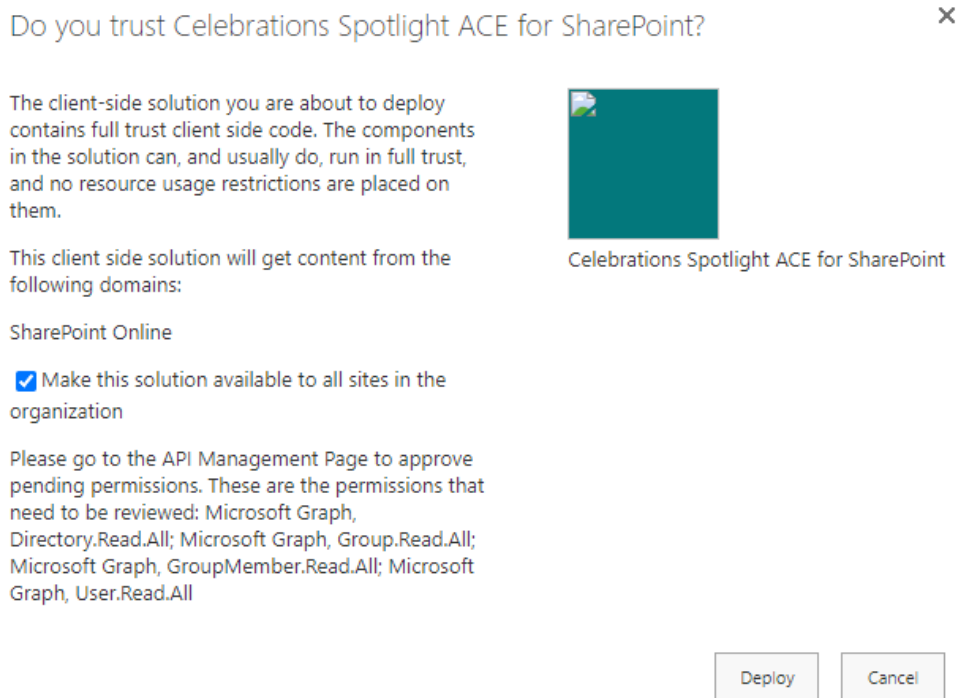 Do you trust Celebrations Spotlight ACE for SharePoint?
The client-side solution you are about to deploy
contains full trust client side code. The components
in the solution can, and usually do, run in full trust,
and no resource usage restrictions are placed on
them.
This client side solution will get content from the
following domains:
SharePoint Online
Make this solution available to all sites in the
organization
Please go to the API Management Page to approve
pending permissions. These are the permissions that
need to be reviewed: Microsoft Graph,
Directory.Read.All; Microsoft Graph, Group.Read.All;
Microsoft Graph, GroupMember.Read.All; Microsoft
Graph, User.Read.All
Celebrations Spotlight ACE for SharePoint
Deploy
Cancel